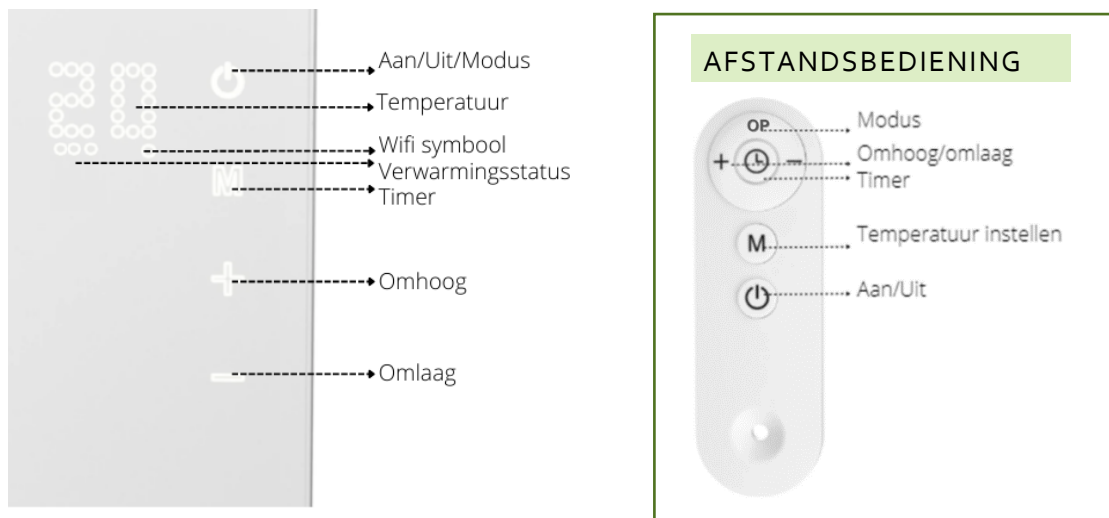 Aan/Uit/Modus
Temperatuur
Wifi symbool
Verwarmingsstatus
M
Timer
Omhoog
Omlaag
AFSTANDSBEDIENING
OP
Modus
Omhoog/omlaag
Timer
M
Temperatuur instellen
Aan/Uit